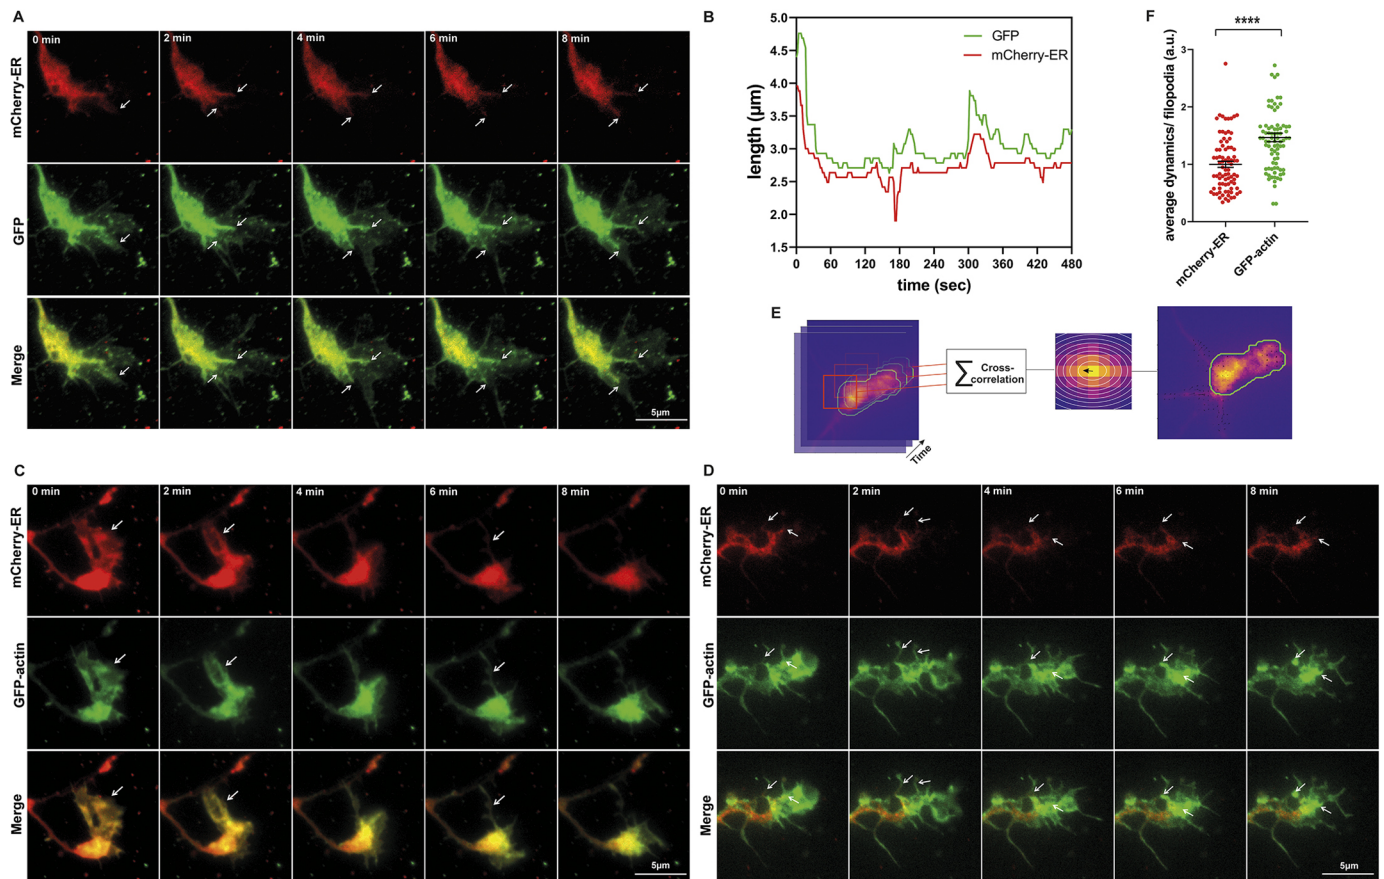 A
0 min
2 min
4 min
6 min
8 min
mCherry-ER
GFP
Merge
5µm
B
length (µm)
5.0
4.5
4.0
3.5
3.0
2.5
2.0
1.5
0
60
120
180
240
300
360
420
480
time (sec)
GFP
mCherry-ER
F
****
average dynamics/ filopodia (a.u.)
3
2
1
0
mCherry-ER
GFP-actin
E
Time
∑ Cross-
correlation
C
0 min
2 min
4 min
6 min
8 min
mCherry-ER
GFP-actin
Merge
5µm
D
0 min
2 min
4 min
6 min
8 min
mCherry-ER
GFP-actin
Merge
5µm